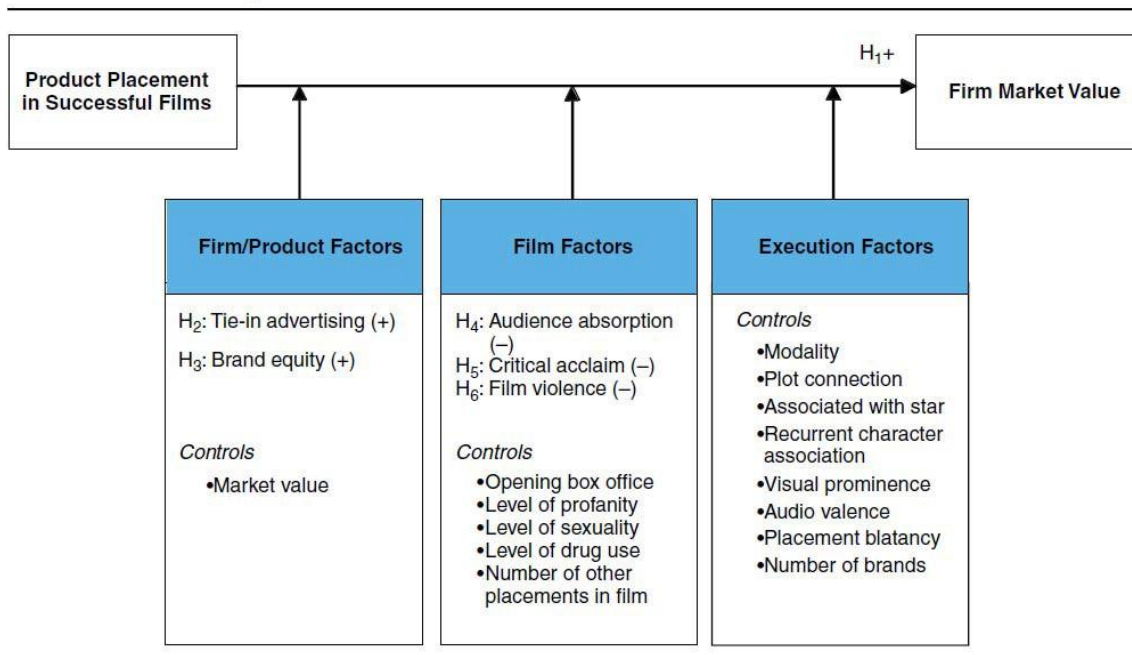 Product Placement
in Successful Films
H₁+
Firm Market Value
Firm/Product Factors
H₂: Tie-in advertising (+)
H₃: Brand equity (+)
Controls
•Market value
Film Factors
H₄: Audience absorption
(–)
H₅: Critical acclaim (–)
H₆: Film violence (–)
Controls
•Opening box office
•Level of profanity
•Level of sexuality
•Level of drug use
•Number of other
placements in film
Execution Factors
Controls
•Modality
•Plot connection
•Associated with star
•Recurrent character
association
•Visual prominence
•Audio valence
•Placement blatancy
•Number of brands